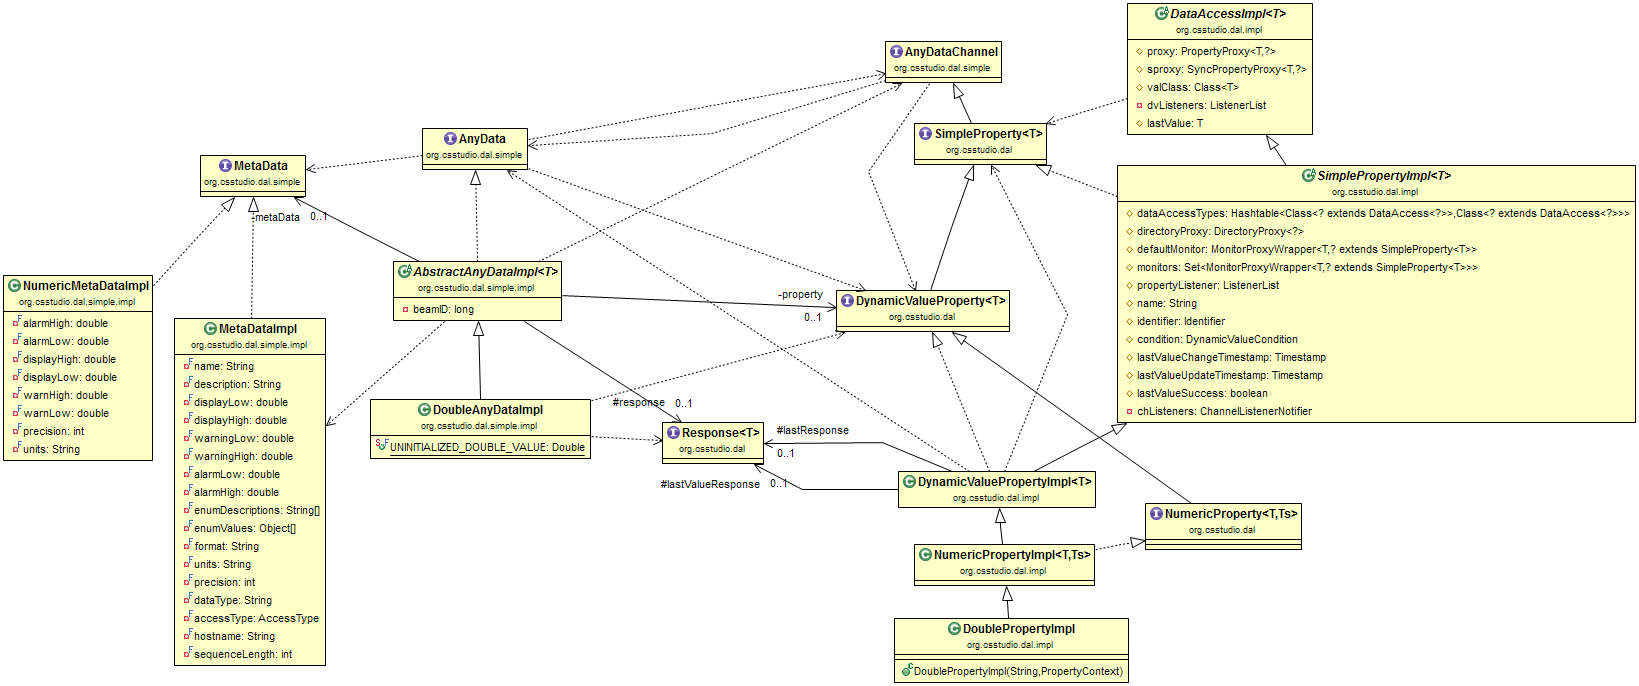 DataAccessImpl<T>
org.csstudio.dal.impl
proxy: PropertyProxy<T,?>
sproxy: SyncPropertyProxy<T,?>
valClass: Class<T>
dvListeners: ListenerList
lastValue: T
AnyDataChannel
org.csstudio.dal.simple
SimpleProperty<T>
org.csstudio.dal
AnyData
org.csstudio.dal.simple
MetaData
org.csstudio.dal.simple
-metaData
0..1
SimplePropertyImpl<T>
org.csstudio.dal.impl
dataAccessTypes: Hashtable<Class<? extends DataAccess<?>>,Class<? extends DataAccess<?>>>
directoryProxy: DirectoryProxy<?>
defaultMonitor: MonitorProxyWrapper<T,? extends SimpleProperty<T>>
monitors: Set<MonitorProxyWrapper<T,? extends SimpleProperty<T>>>
propertyListener: ListenerList
name: String
identifier: Identifier
condition: DynamicValueCondition
lastValueChangeTimestamp: Timestamp
lastValueUpdateTimestamp: Timestamp
lastValueSuccess: boolean
chListeners: ChannelListenerNotifier
NumericMetaDataImpl
org.csstudio.dal.simple.impl
alarmHigh: double
alarmLow: double
displayHigh: double
displayLow: double
warnHigh: double
warnLow: double
precision: int
units: String
AbstractAnyDataImpl<T>
org.csstudio.dal.simple.impl
beamID: long
-property
0..1
DynamicValueProperty<T>
org.csstudio.dal
MetaDataImpl
org.csstudio.dal.simple.impl
name: String
description: String
displayLow: double
displayHigh: double
warningLow: double
warningHigh: double
alarmLow: double
alarmHigh: double
enumDescriptions: String[]
enumValues: Object[]
format: String
units: String
precision: int
dataType: String
accessType: AccessType
hostname: String
sequenceLength: int
DoubleAnyDataImpl
org.csstudio.dal.simple.impl
UNINITIALIZED_DOUBLE_VALUE: Double
#response
0..1
Response<T>
org.csstudio.dal
#lastResponse
0..1
#lastValueResponse
0..1
DynamicValuePropertyImpl<T>
org.csstudio.dal.impl
NumericProperty<T,Ts>
org.csstudio.dal
NumericPropertyImpl<T,Ts>
org.csstudio.dal.impl
DoublePropertyImpl
org.csstudio.dal.impl
DoublePropertyImpl(String,PropertyContext)